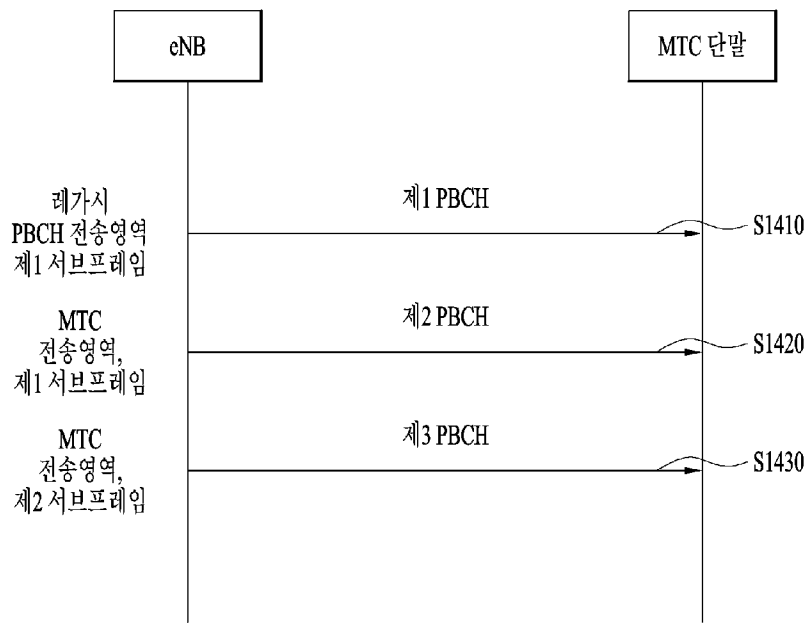 eNB
MTC 단말
레가시
PBCH 전송영역
제1 서브프레임
제1 PBCH
S1410
MTC
전송영역,
제1 서브프레임
제2 PBCH
S1420
MTC
전송영역,
제2 서브프레임
제3 PBCH
S1430